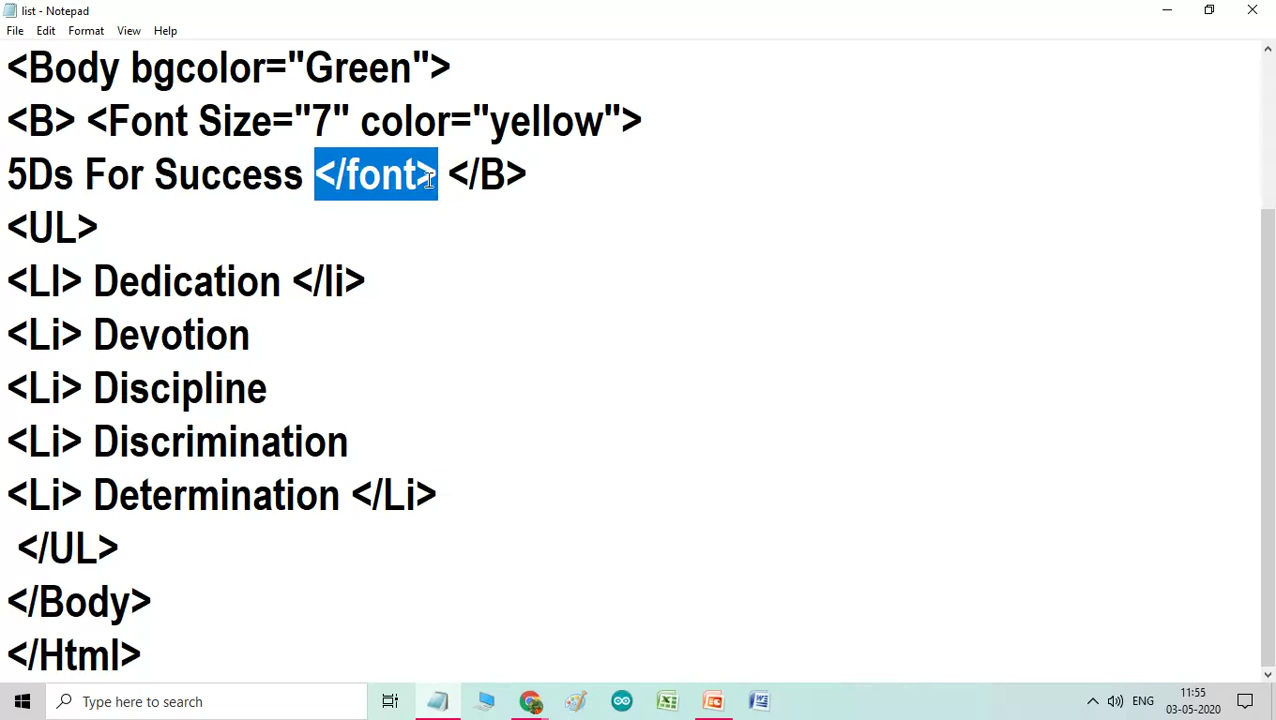 list - Notepad
File Edit Format View Help
<Body bgcolor="Green">
<B> <Font Size="7" color="yellow">
5Ds For Success </font> </B>
<UL>
<LI> Dedication </li>
<Li> Devotion
<Li> Discipline
<Li> Discrimination
<Li> Determination </Li>
</UL>
</Body>
</Html>
Type here to search
ENG
11:55
03-05-2020